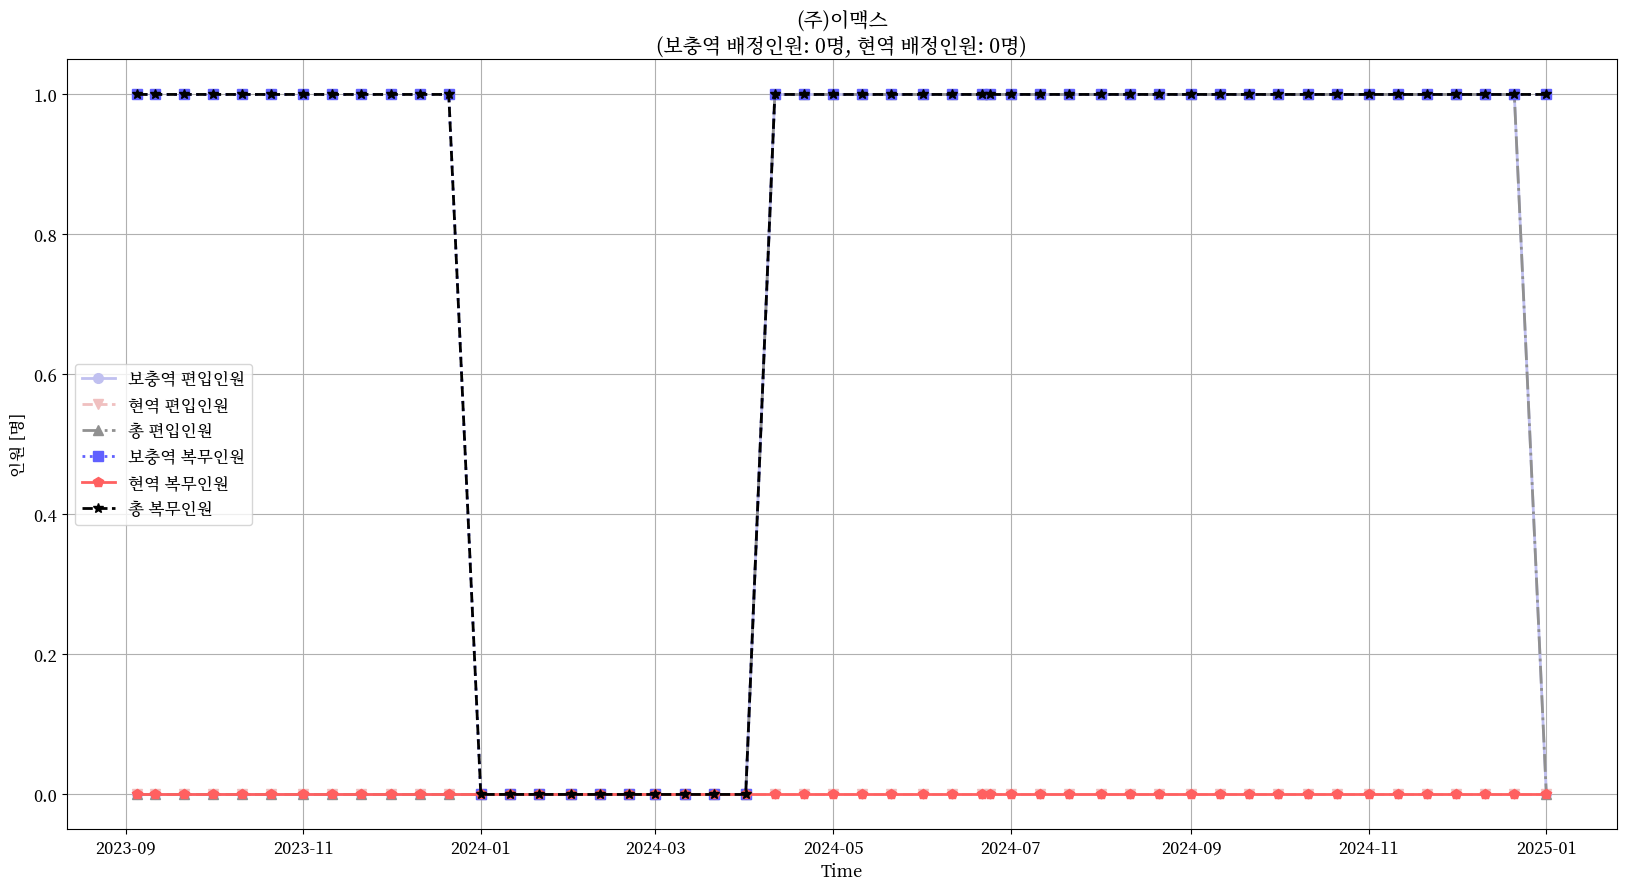 (주)이맥스
(보충역 배정인원: 0명, 현역 배정인원: 0명)
인원 [명]
1.0
0.8
0.6
0.4
0.2
0.0
보충역 편입인원
현역 편입인원
총 편입인원
보충역 복무인원
현역 복무인원
총 복무인원
2023-09 2023-11 2024-01 2024-03 2024-05 2024-07 2024-09 2024-11 2025-01
Time